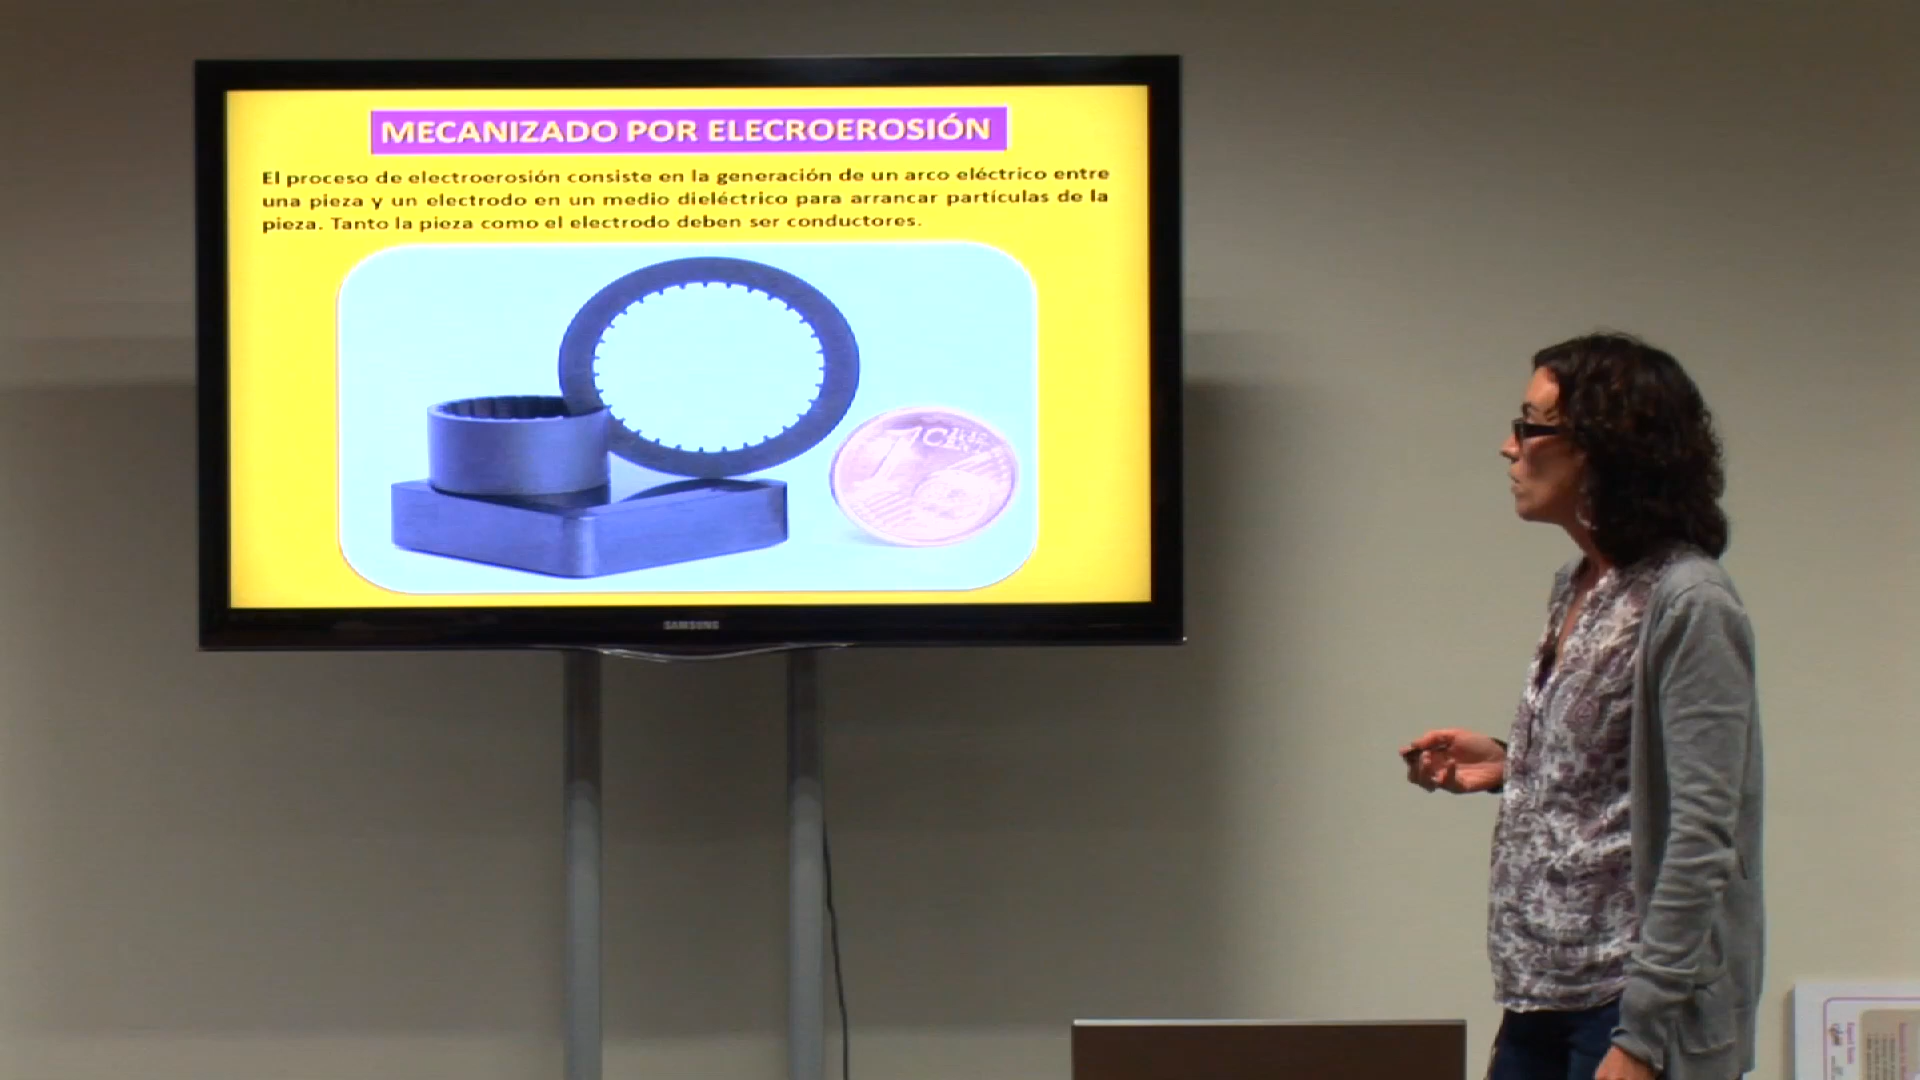 MECANIZADO POR ELECROEROSIÓN
El proceso de electroerosión consiste en la generación de un arco eléctrico entre
una pieza y un electrodo en un medio dieléctrico para arrancar partículas de la
pieza. Tanto la pieza como el electrodo deben ser conductores.
1 CENT
SAMSUNG